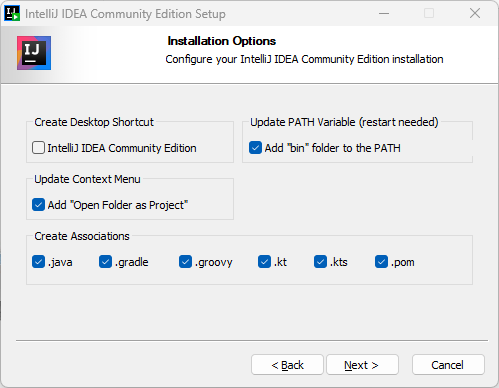 IntelliJ IDEA Community Edition Setup
IJ
Installation Options
Configure your IntelliJ IDEA Community Edition installation
Create Desktop Shortcut
IntelliJ IDEA Community Edition
Update PATH Variable (restart needed)
Add "bin" folder to the PATH
Update Context Menu
Add "Open Folder as Project"
Create Associations
.java .gradle .groovy .kt .kts .pom
< Back Next > Cancel